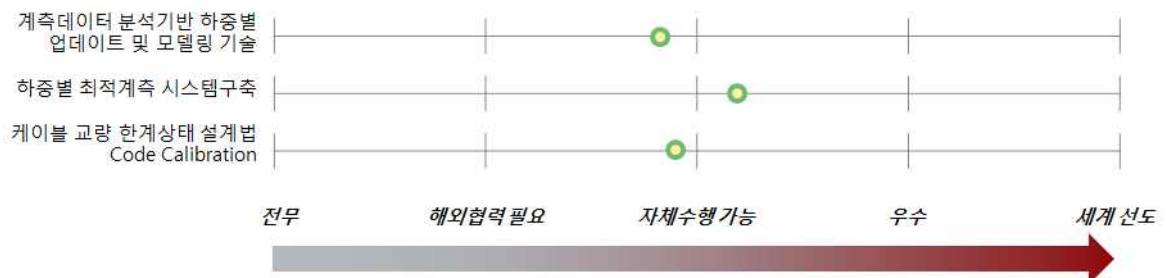 계측데이터 분석기반 하중별
업데이트 및 모델링 기술
하중별 최적계측 시스템구축
케이블 교량 한계상태 설계법
Code Calibration
전무 해외협력 필요 자체수행 가능 우수 세계 선도